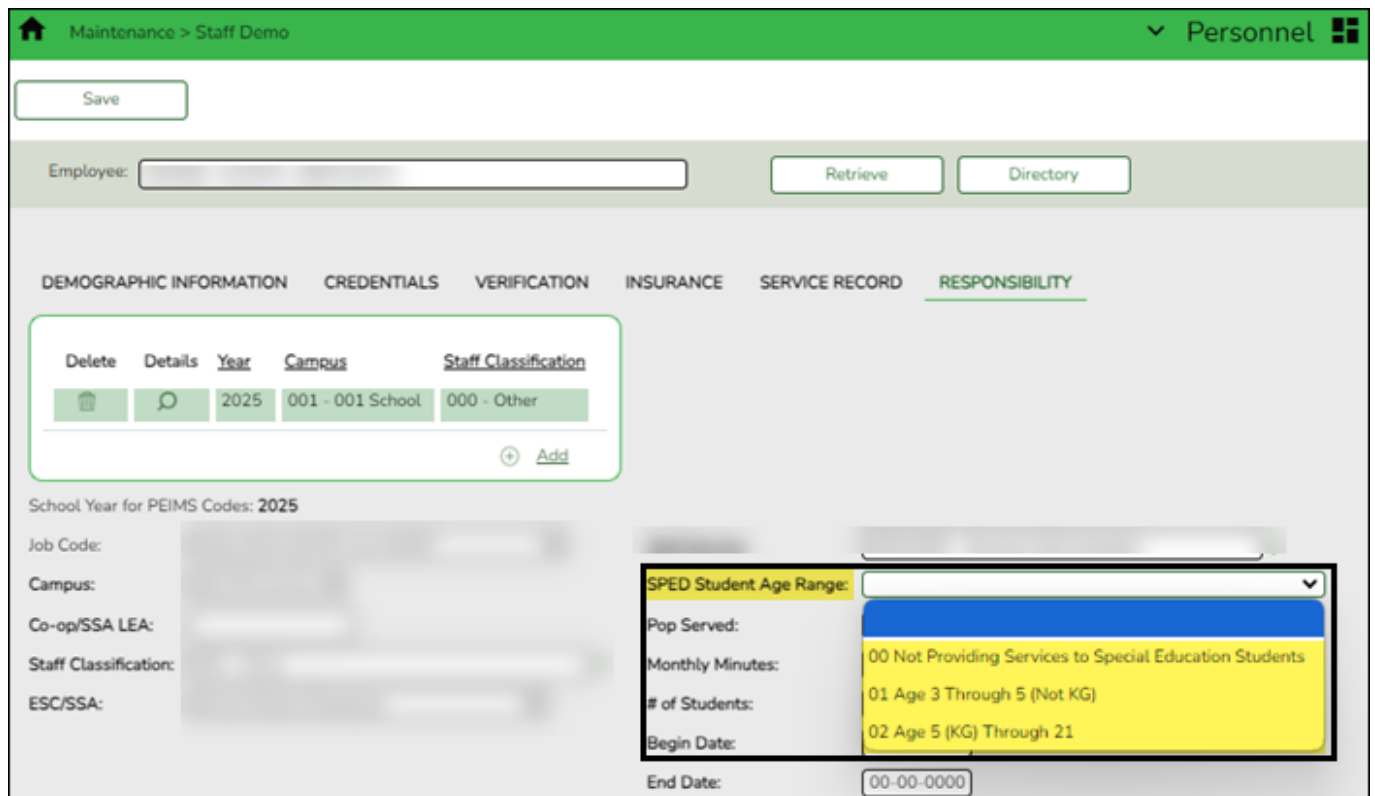 Maintenance > Staff Demo
Personnel
Save
Employee:
Retrieve
Directory
DEMOGRAPHIC INFORMATION CREDENTIALS VERIFICATION INSURANCE SERVICE RECORD RESPONSIBILITY
Delete Details Year Campus Staff Classification
2025 001 - 001 School 000 - Other
Add
School Year for PEIMS Codes: 2025
Job Code:
Campus:
Co-op/SSA LEA:
Staff Classification:
ESC/SSA:
SPED Student Age Range:
Pop Served:
Monthly Minutes:
# of Students:
Begin Date:
End Date: 00-00-0000
00 Not Providing Services to Special Education Students
01 Age 3 Through 5 (Not KG)
02 Age 5 (KG) Through 21